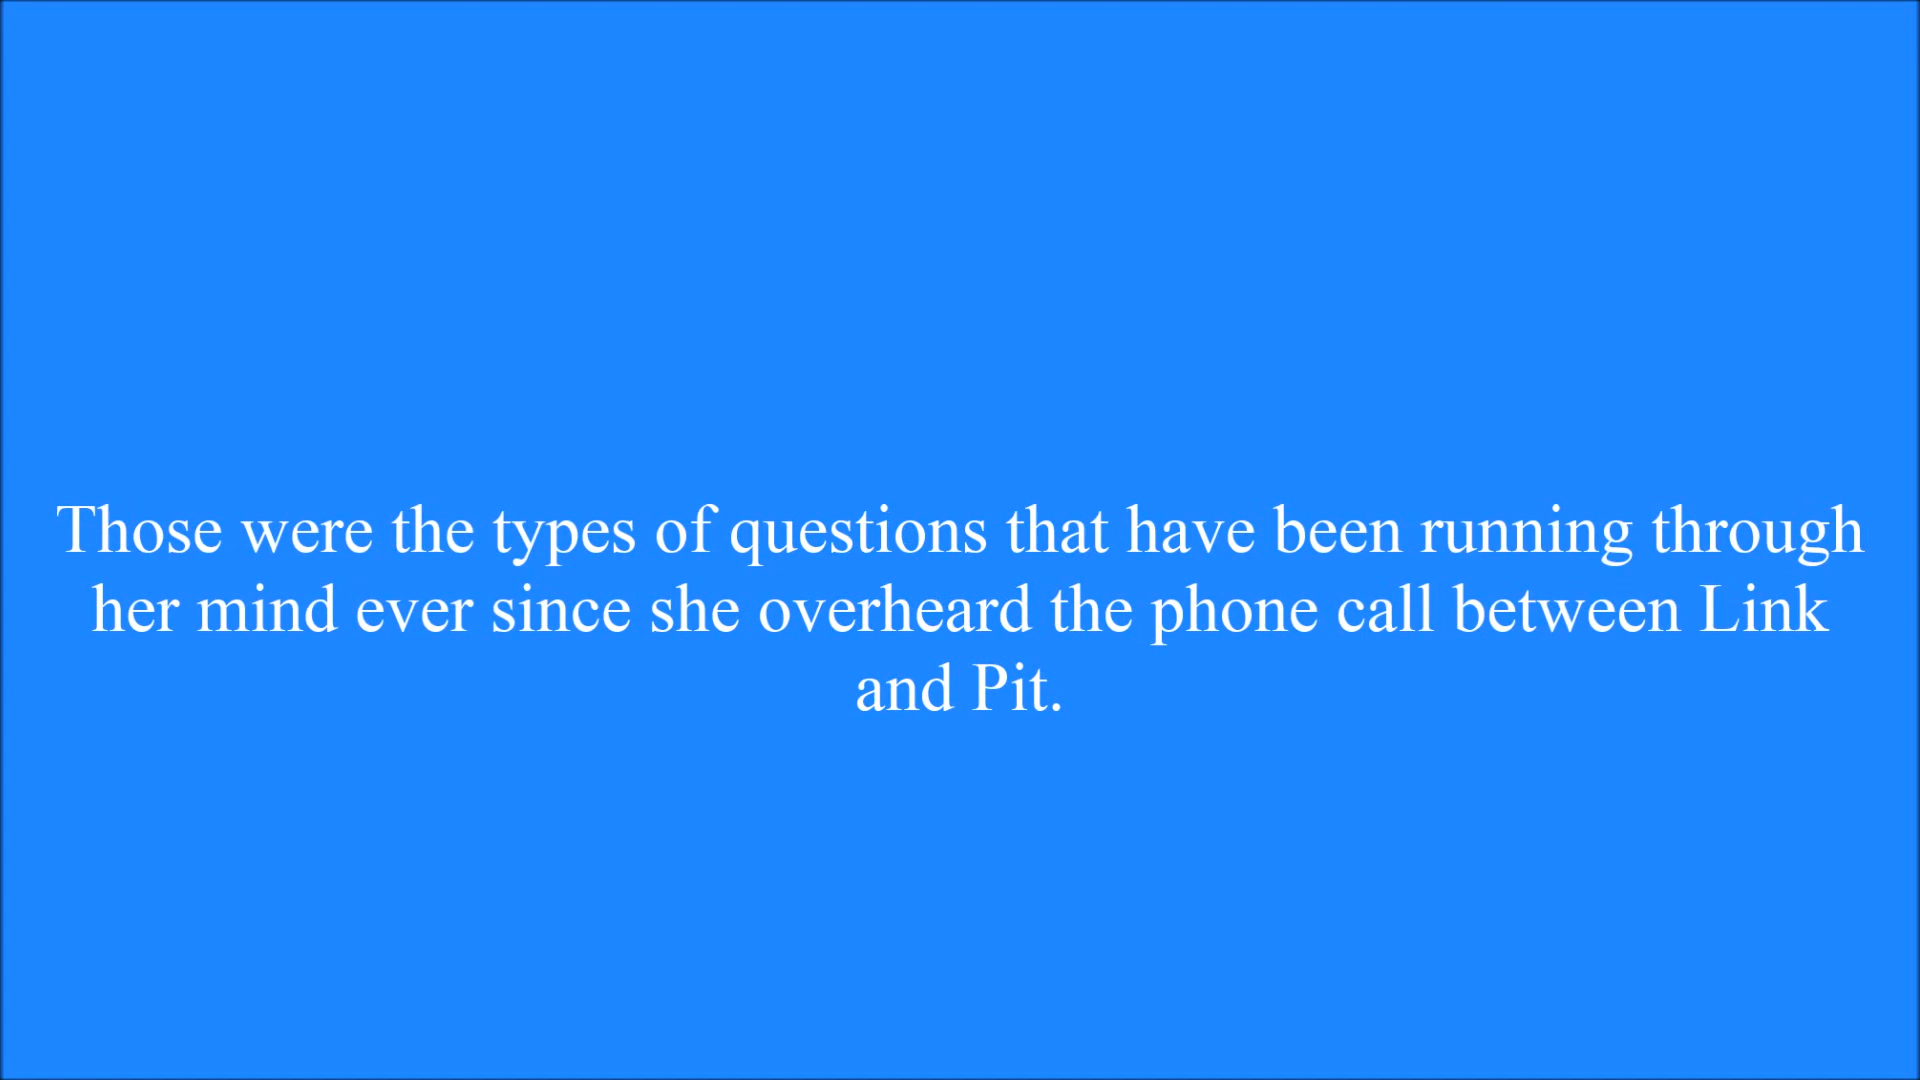 Those were the types of questions that have been running through
her mind ever since she overheard the phone call between Link
and Pit.